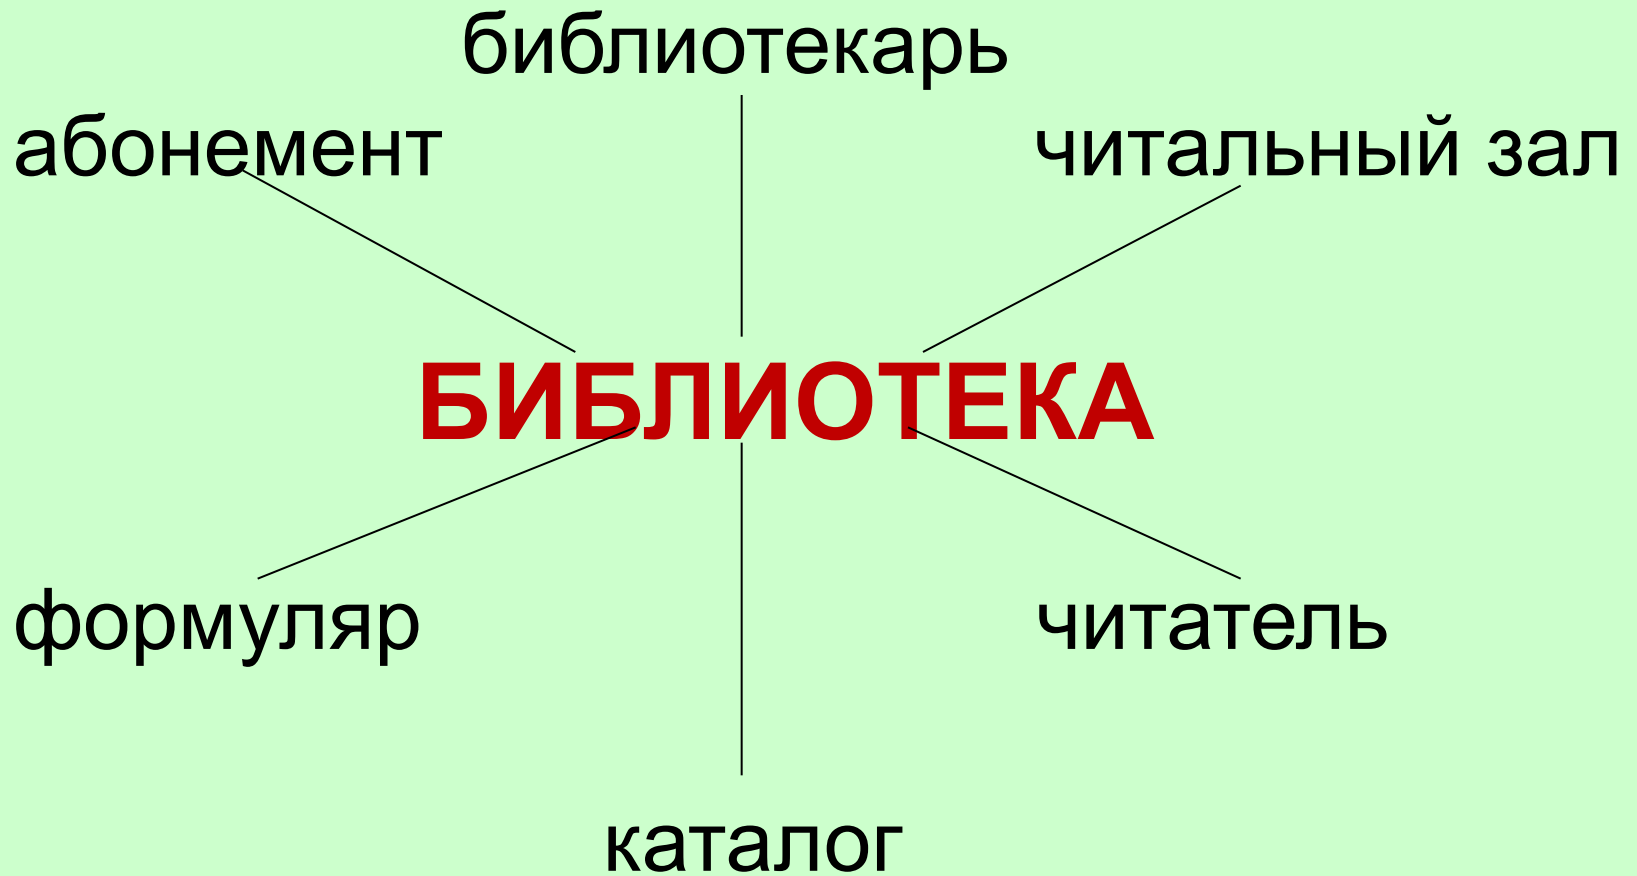 библиотекарь
абонемент
читальный зал
БИБЛИОТЕКА
формуляр
читатель
каталог